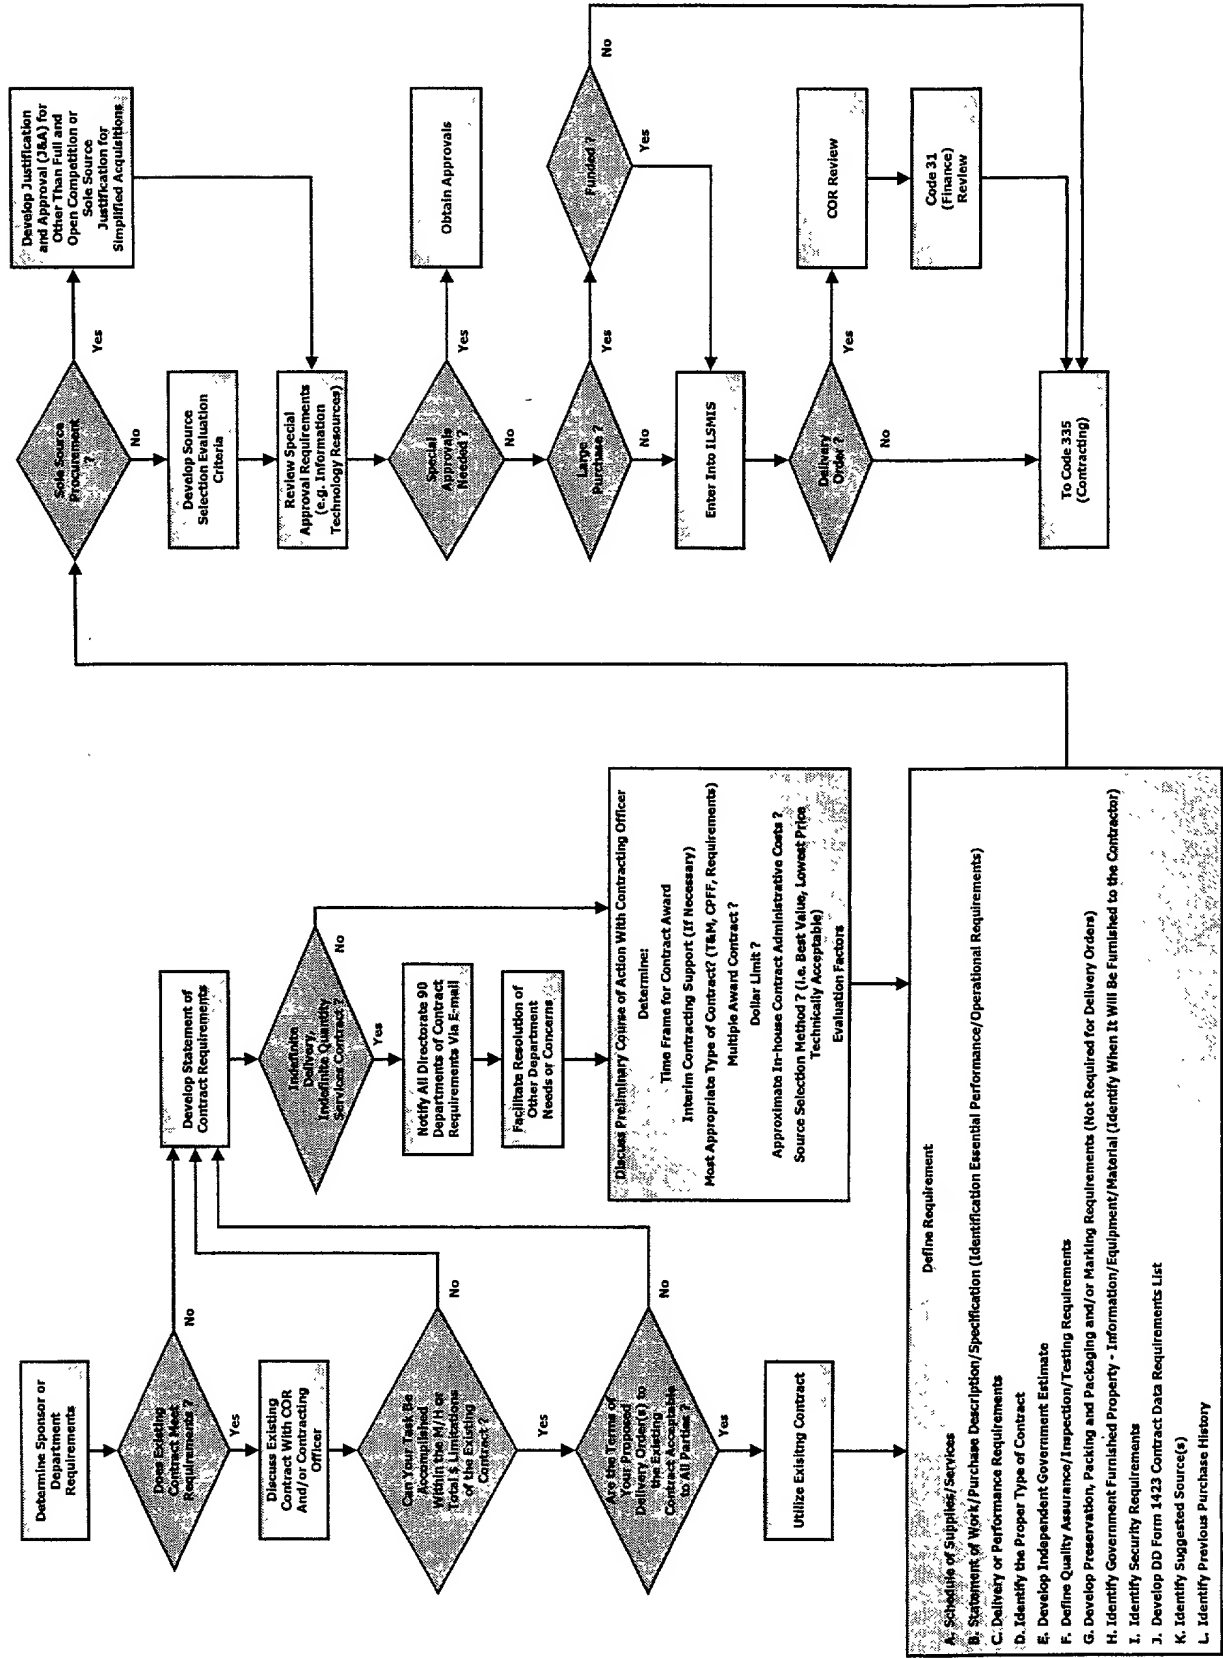 Determine Sponsor or
Department
Requirements
Does Existing
Contract Meet
Requirements ?
No
Yes
Discuss Existing
Contract With COR
And/or Contracting
Officer
Can Your Task Be
Accomplished
Within the M/H or
Total $ Limitations
of the Existing
Contract ?
No
Yes
Are the Terms of
Your Proposed
Delivery Order(s) to
the Existing
Contract Acceptable
to All Parties ?
No
Yes
Utilize Exisitng Contract
Develop Statement of
Contract Requirements
Indefinite
Delivery,
Indefinite Quantity
Services Contract ?
No
Yes
Notify All Directorate 90
Departments of Contract
Requirements Via E-mail
Facilitate Resolution of
Other Department
Needs or Concerns
Discuss Preliminary Course of Action With Contracting Officer
Determine:
Time Frame for Contract Award
Interim Contracting Support (If Necessary)
Most Appropriate Type of Contract? (T&M, CPFF, Requirements)
Multiple Award Contract ?
Dollar Limit ?
Approximate In-house Contract Administrative Costs ?
Source Selection Method ? (i.e. Best Value, Lowest Price
Technically Acceptable)
Evaluation Factors
Define Requirement
A. Schedule of Supplies/Services
B. Statement of Work/Purchase Description/Specification (Identification Essential Performance/Operational Requirements)
C. Delivery or Performance Requirements
D. Identify the Proper Type of Contract
E. Develop Independent Government Estimate
F. Define Quality Assurance/Inspection/Testing Requirements
G. Develop Preservation, Packing and Packaging and/or Marking Requirements (Not Required for Delivery Orders)
H. Identify Government Furnished Property - Information/Equipment/Material (Identify When It Will Be Furnished to the Contractor)
I. Identify Security Requirements
J. Develop DD Form 1423 Contract Data Requirements List
K. Identify Suggested Source(s)
L. Identify Previous Purchase History
Sole Source
Procurement
?
Yes
No
Develop Justification
and Approval (J&A) for
Other Than Full and
Open Competition or
Sole Source
Justification for
Simplified Acquisitions
Develop Source
Selection Evaluation
Criteria
Review Special
Approval Requirements
(e.g. Information
Technology Resources)
Special
Approvals
Needed ?
Yes
No
Obtain Approvals
Large
Purchase ?
Yes
No
Funded ?
No
Yes
Enter Into ILSMIS
Delivery
Order ?
Yes
No
COR Review
Code 31
(Finance)
Review
To Code 335
(Contracting)